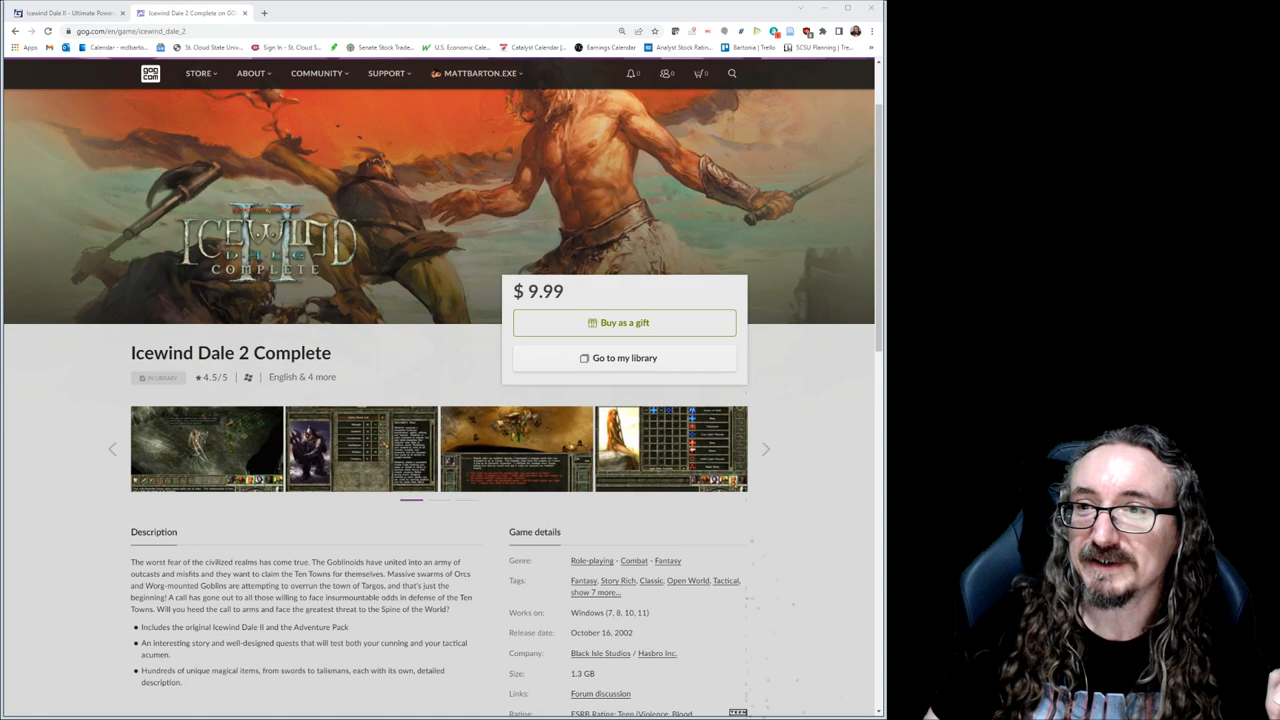 Icewind Dale II – Ultimate Power
Icewind Dale 2 Complete on GO
gog.com/en/game/icewind_dale_2
Apps
Calendar - mdbarto...
St. Cloud State Univ...
Sign In - St. Cloud S...
Senate Stock Trade...
U.S. Economic Cale...
Catalyst Calendar |...
Earnings Calendar
Analyst Stock Ratin...
Bartonia | Trello
SCSU Planning | Tre...
gog
com
STORE
ABOUT
COMMUNITY
SUPPORT
MATTBARTON.EXE
0
0
0
ICEWIND
DALE
II
COMPLETE
$ 9.99
Buy as a gift
Go to my library
Icewind Dale 2 Complete
IN LIBRARY
4.5/5
English & 4 more
Description
The worst fear of the civilized realms has come true. The Goblinoids have united into an army of
outcasts and misfits and they want to claim the Ten Towns for themselves. Massive swarms of Orcs
and Worg-mounted Goblins are attempting to overrun the town of Targos, and that's just the
beginning! A call has gone out to all those willing to face insurmountable odds in defense of the Ten
Towns. Will you heed the call to arms and face the greatest threat to the Spine of the World?
Includes the original Icewind Dale II and the Adventure Pack
An interesting story and well-designed quests that will test both your cunning and your tactical
acumen.
Hundreds of unique magical items, from swords to talismans, each with its own, detailed
description.
Game details
Genre: Role-playing - Combat - Fantasy
Tags: Fantasy, Story Rich, Classic, Open World, Tactical,
show 7 more...
Works on: Windows (7, 8, 10, 11)
Release date: October 16, 2002
Company: Black Isle Studios / Hasbro Inc.
Size: 1.3 GB
Links: Forum discussion
Rating: ESRB Rating: Teen (Violence, Blood
TEEN